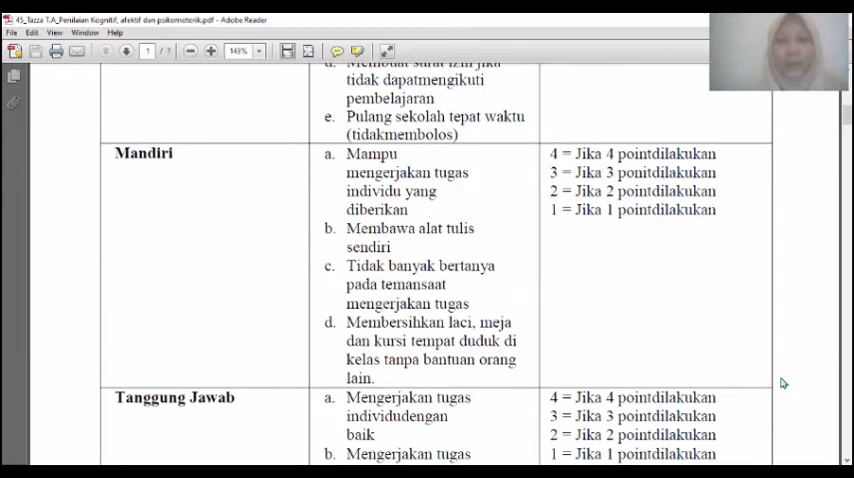 45_Tazza T.A_Penilaian Kognitif, afektif dan psikomotorik.pdf - Adobe Reader
File Edit View Window Help
1 / 7 143%
d. Membuat surat izin jika
tidak dapatmengikuti
pembelajaran
e. Pulang sekolah tepat waktu
(tidakmembolos)
Mandiri
a. Mampu
mengerjakan tugas
individu yang
diberikan
b. Membawa alat tulis
sendiri
c. Tidak banyak bertanya
pada temansaat
mengerjakan tugas
d. Membersihkan laci, meja
dan kursi tempat duduk di
kelas tanpa bantuan orang
lain.
4 = Jika 4 pointdilakukan
3 = Jika 3 ponitdilakukan
2 = Jika 2 pointdilakukan
1 = Jika 1 pointdilakukan
Tanggung Jawab
a. Mengerjakan tugas
individudengan
baik
b. Mengerjakan tugas
4 = Jika 4 pointdilakukan
3 = Jika 3 pointdilakukan
2 = Jika 2 pointdilakukan
1 = Jika 1 pointdilakukan